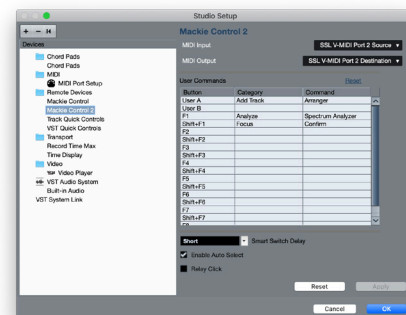 Studio Setup
Devices
Chord Pads
Chord Pads
MIDI
MIDI Port Setup
Remote Devices
Mackie Control
Mackie Control 2
Track Quick Controls
VST Quick Controls
Transport
Record Time Max
Time Display
Video
Video Player
VST Audio System
Built-in Audio
VST System Link
Mackie Control 2
MIDI Input SSL V-MIDI Port 2 Source
MIDI Output SSL V-MIDI Port 2 Destination
User Commands Reset
Button Category Command
User A Add Track Arranger
User B
F1 Analyze Spectrum Analyzer
Shift+F1 Focus Confirm
F2
Shift+F2
F3
Shift+F3
F4
Shift+F4
F5
Shift+F5
F6
Shift+F6
F7
Shift+F7
F8
Short Smart Switch Delay
Enable Auto Select
Relay Click
Reset Apply
Cancel OK